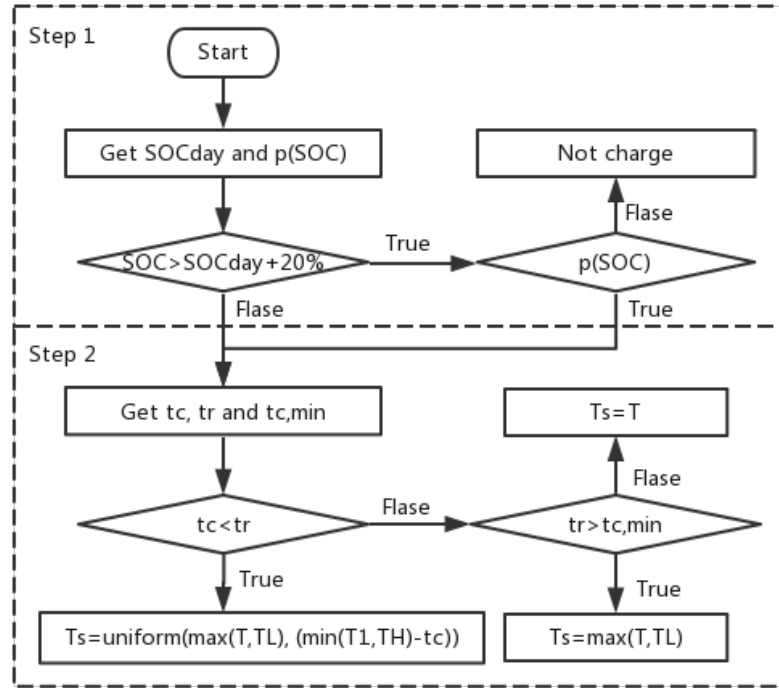 Step 1
Start
Get SOCday and p(SOC)
Not charge
Flase
True
SOC>SOCday+20%
p(SOC)
Flase
True
Step 2
Get tc, tr and tc,min
Ts=T
Flase
Flase
tc<tr
tr>tc,min
True
True
Ts=uniform(max(T,TL), (min(T1,TH)-tc))
Ts=max(T,TL)